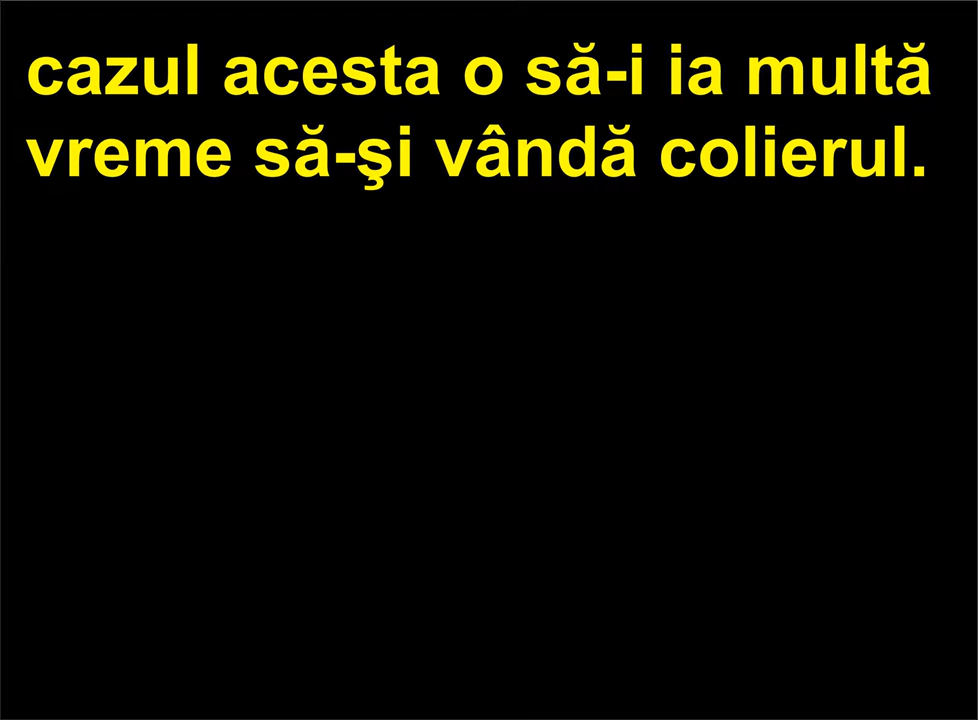 cazul acesta o să-i ia multă
vreme să-şi vândă colierul.